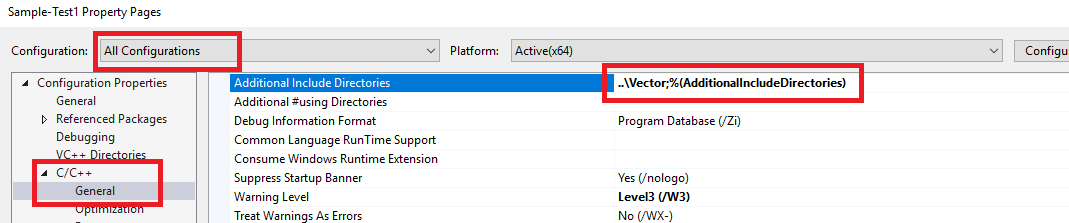 Sample-Test1 Property Pages
Configuration: All Configurations Platform: Active(x64) Configu
Configuration Properties
General
Referenced Packages
Debugging
VC++ Directories
C/C++
General
Optimization
Additional Include Directories ..\Vector;%(AdditionalIncludeDirectories)
Additional #using Directories
Debug Information Format Program Database (/Zi)
Common Language RunTime Support
Consume Windows Runtime Extension
Suppress Startup Banner Yes (/nologo)
Warning Level Level3 (/W3)
Treat Warnings As Errors No (/WX-)